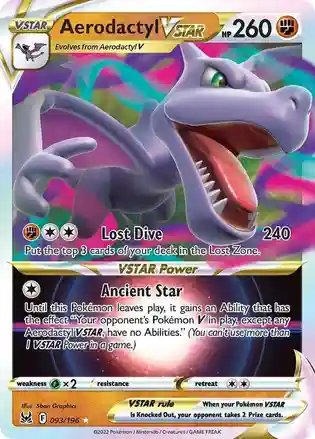 VSTAR
Aerodactyl VSTAR HP 260
Evolves from Aerodactyl V
Lost Dive 240
Put the top 3 cards of your deck in the Lost Zone.
VSTAR Power
Ancient Star
Until this Pokémon leaves play, it gains an Ability that has
the effect "Your opponent's Pokémon V in play, except any
Aerodactyl VSTAR, have no Abilities." (You can't use more than
1 VSTAR Power in a game.)
weakness ×2 resistance retreat
Illus. 5ban Graphics
VSTAR rule When your Pokémon VSTAR
is Knocked Out, your opponent takes 2 Prize cards.
F 093/196
©2022 Pokémon / Nintendo / Creatures / GAME FREAK